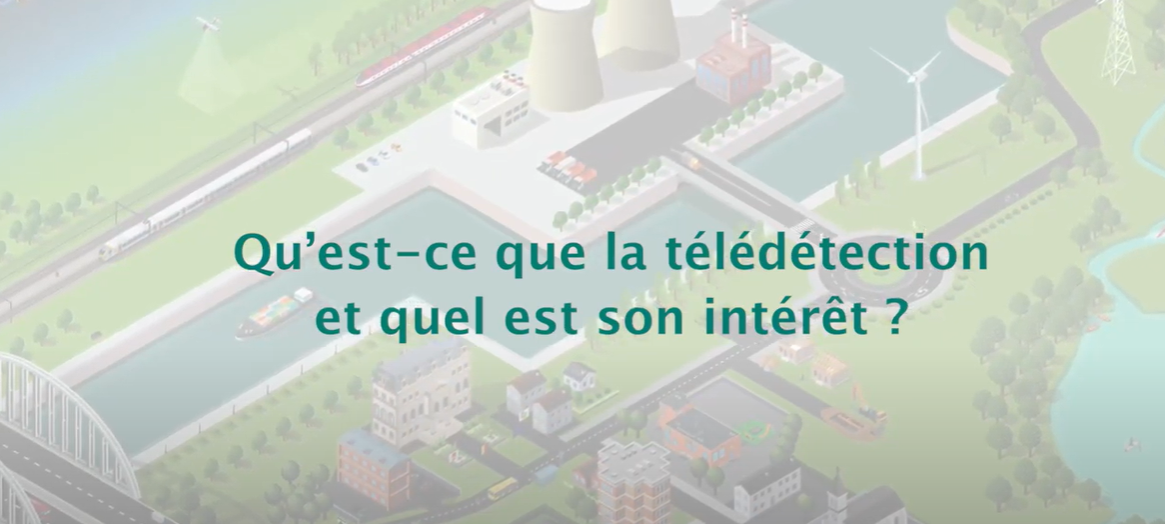 Qu’est-ce que la télédétection
et quel est son intérêt ?